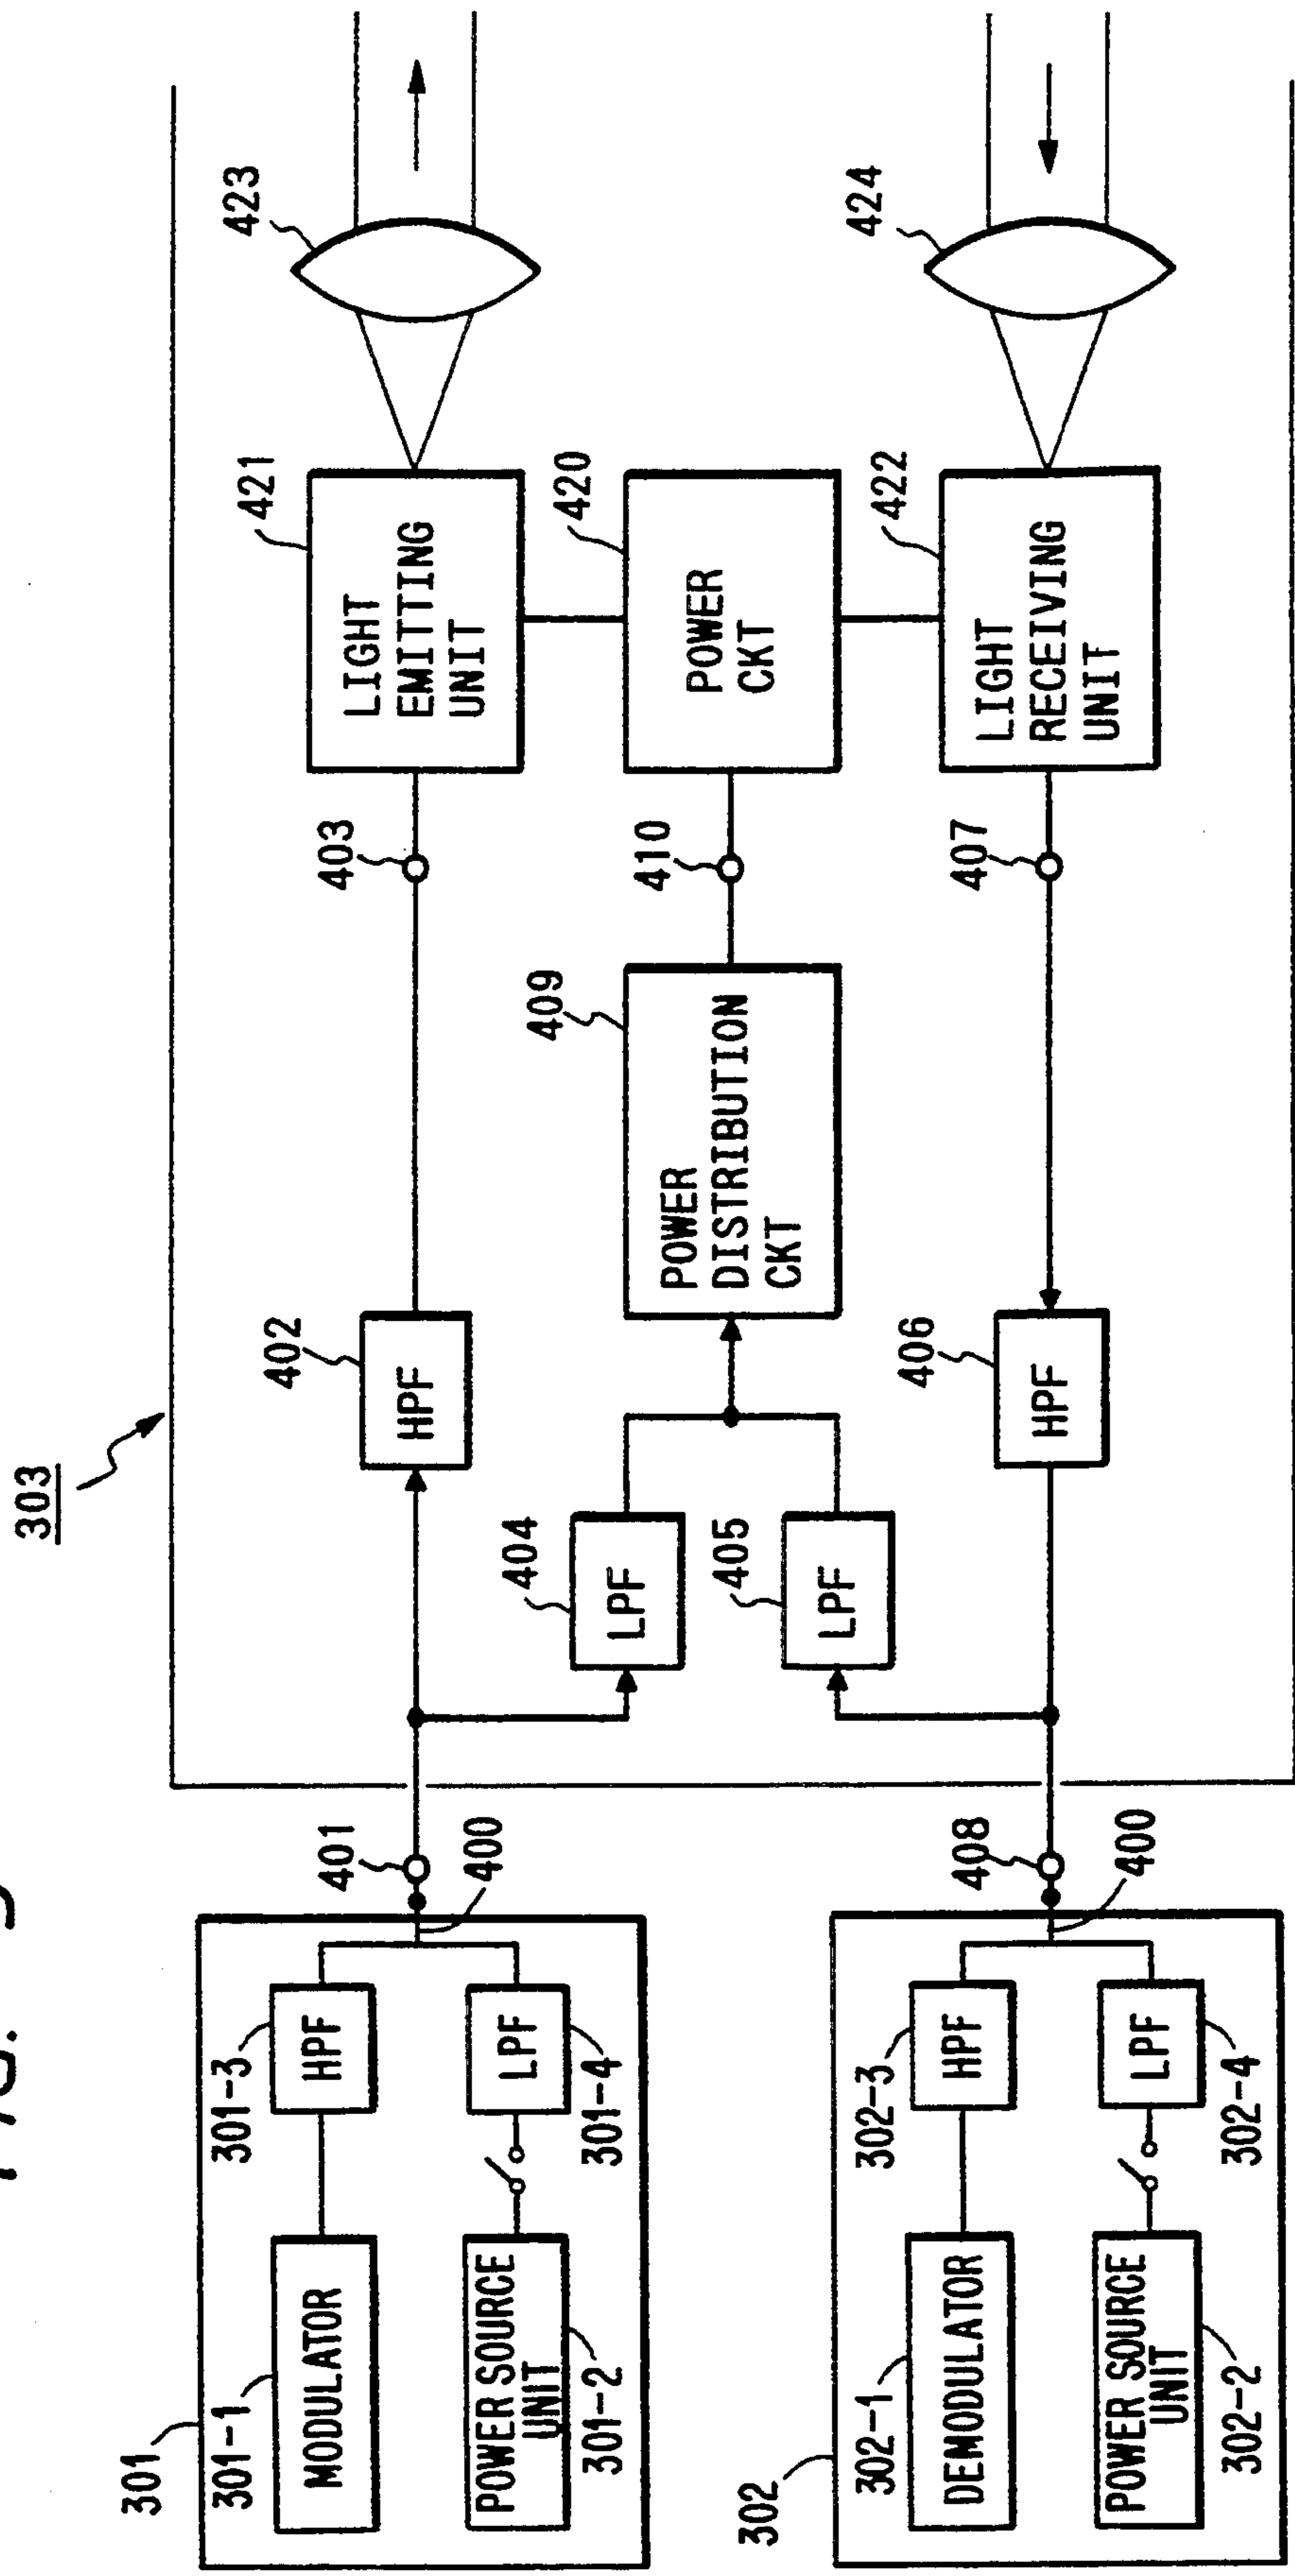 303
301
301-1
MODULATOR
301-3
HPF
POWER SOURCE
UNIT
301-2
LPF
301-4
401
400
402
HPF
403
421
LIGHT
EMITTING
UNIT
423
404
LPF
405
LPF
409
POWER
DISTRIBUTION
CKT
410
420
POWER
CKT
302
302-1
DEMODULATOR
302-3
HPF
POWER SOURCE
UNIT
302-2
LPF
302-4
408
400
406
HPF
407
422
LIGHT
RECEIVING
UNIT
424